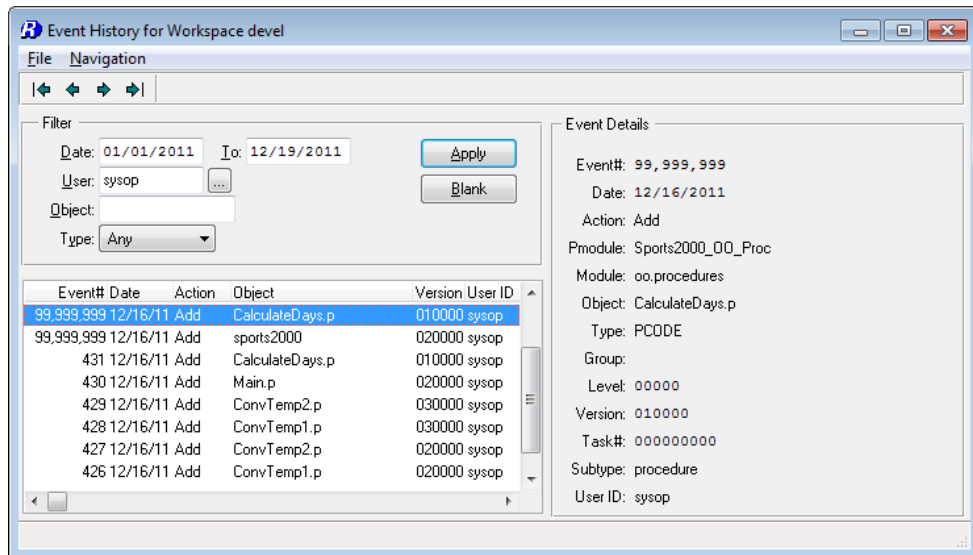 Event History for Workspace devel
File Navigation
Filter
Date: 01/01/2011 To: 12/19/2011 Apply
User: sysop ... Blank
Object:
Type: Any
Event# Date Action Object Version User ID
99,999,999 12/16/11 Add CalculateDays.p 010000 sysop
99,999,999 12/16/11 Add sports2000 020000 sysop
431 12/16/11 Add CalculateDays.p 010000 sysop
430 12/16/11 Add Main.p 020000 sysop
429 12/16/11 Add ConvTemp2.p 030000 sysop
428 12/16/11 Add ConvTemp1.p 030000 sysop
427 12/16/11 Add ConvTemp2.p 020000 sysop
426 12/16/11 Add ConvTemp1.p 020000 sysop
Event Details
Event#: 99,999,999
Date: 12/16/2011
Action: Add
Pmodule: Sports2000_OO_Proc
Module: oo.procedures
Object: CalculateDays.p
Type: PCODE
Group:
Level: 00000
Version: 010000
Task#: 000000000
Subtype: procedure
User ID: sysop